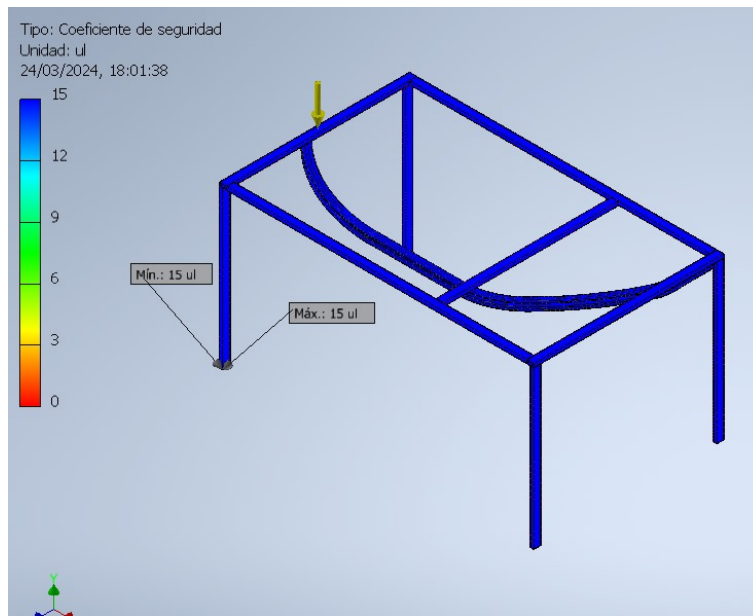 Tipo: Coeficiente de seguridad
Unidad: ul
24/03/2024, 18:01:38
15
12
9
6
3
0
Mín.: 15 ul
Máx.: 15 ul
Y